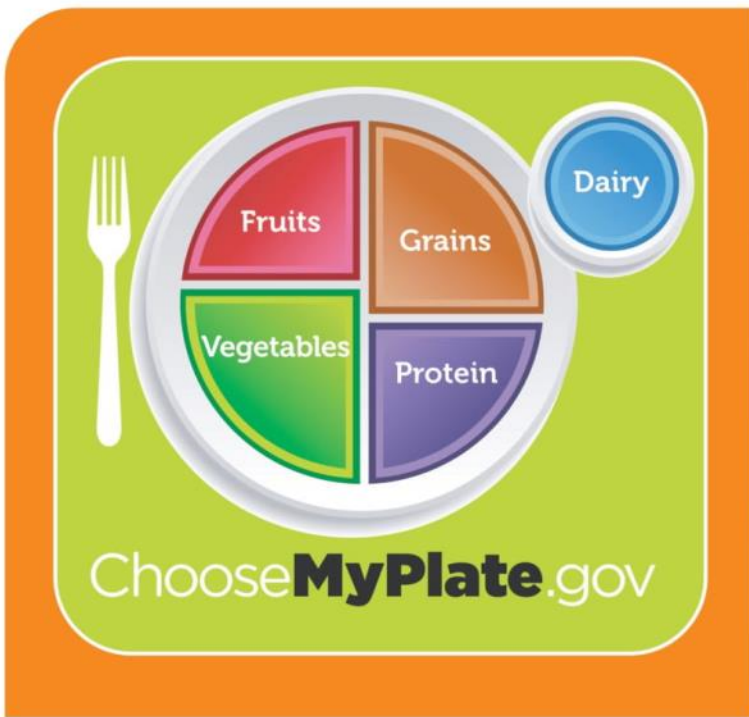 Fruits
Grains
Dairy
Vegetables
Protein
ChooseMyPlate.gov